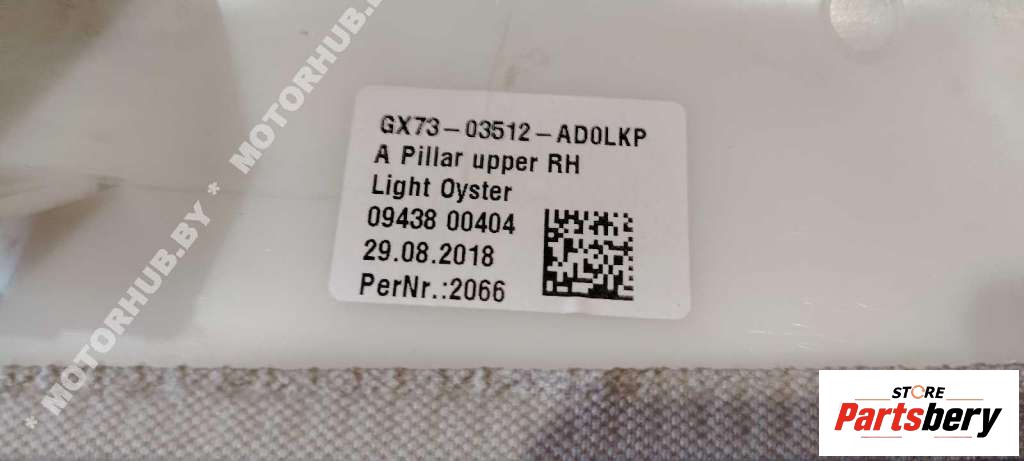 * MOTORHUB.BY * MOTORHUB.BY
GX73-03512-AD0LKP
A Pillar upper RH
Light Oyster
09438 00404
29.08.2018
PerNr.:2066
STORE
Partsbery